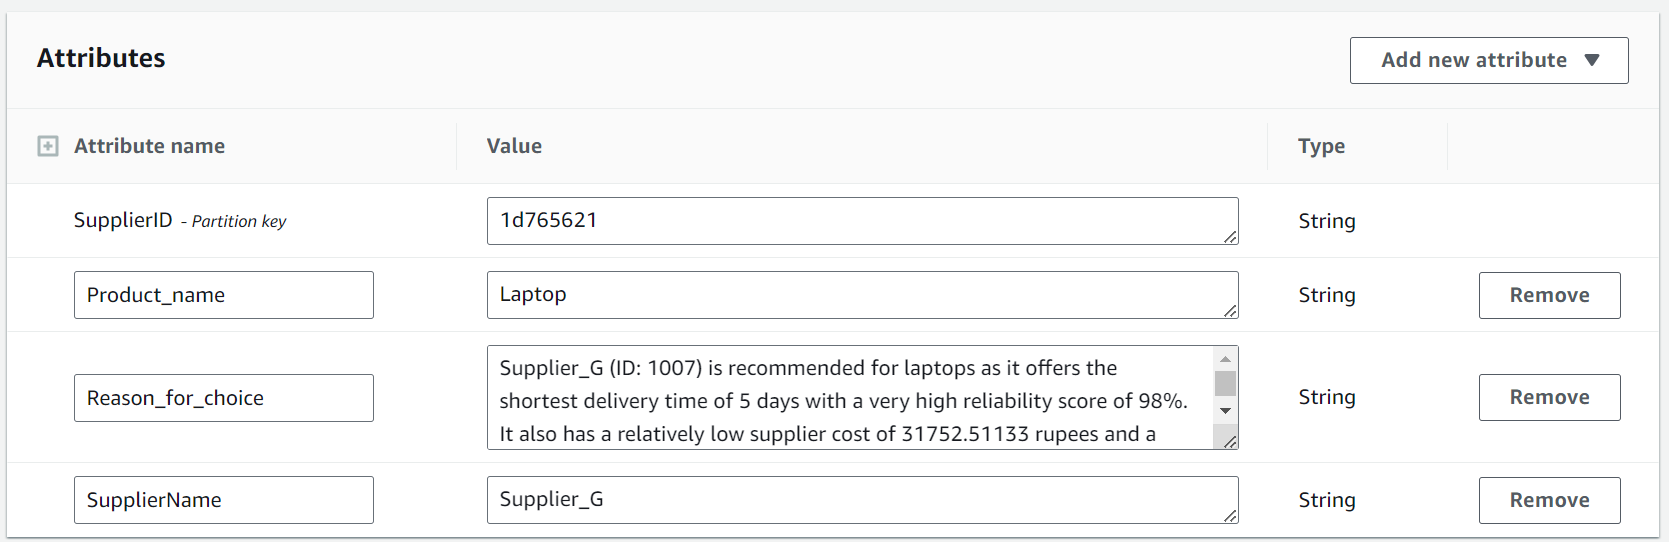 Attributes
Add new attribute
Attribute name Value Type
SupplierID - Partition key 1d765621 String
Product_name Laptop String Remove
Reason_for_choice Supplier_G (ID: 1007) is recommended for laptops as it offers the
shortest delivery time of 5 days with a very high reliability score of 98%.
It also has a relatively low supplier cost of 31752.51133 rupees and a
String Remove
SupplierName Supplier_G String Remove